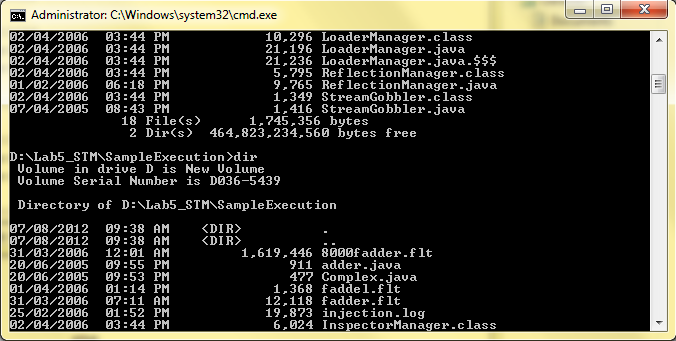 Administrator: C:\Windows\system32\cmd.exe
02/04/2006  03:44 PM            10,296 LoaderManager.class
02/04/2006  03:44 PM            21,196 LoaderManager.java
02/04/2006  03:44 PM            21,236 LoaderManager.java.$$$
02/04/2006  03:44 PM             5,795 ReflectionManager.class
01/02/2006  06:18 PM             9,765 ReflectionManager.java
02/04/2006  03:44 PM             1,349 StreamGobbler.class
07/04/2005  08:43 PM             1,416 StreamGobbler.java
              18 File(s)      1,745,356 bytes
               2 Dir(s)  464,823,234,560 bytes free
D:\Lab5_STM\SampleExecution>dir
 Volume in drive D is New Volume
 Volume Serial Number is D036-5439
 Directory of D:\Lab5_STM\SampleExecution
07/08/2012  09:38 AM    <DIR>          .
07/08/2012  09:38 AM    <DIR>          ..
31/03/2006  12:01 AM         1,619,446 8000fadder.flt
20/06/2005  09:55 PM               911 adder.java
20/06/2005  09:53 PM               477 Complex.java
01/04/2006  01:14 PM             1,368 faddel.flt
31/03/2006  07:11 AM            12,118 fadder.flt
25/02/2006  01:52 PM            19,873 injection.log
02/04/2006  03:44 PM             6,024 InspectorManager.class